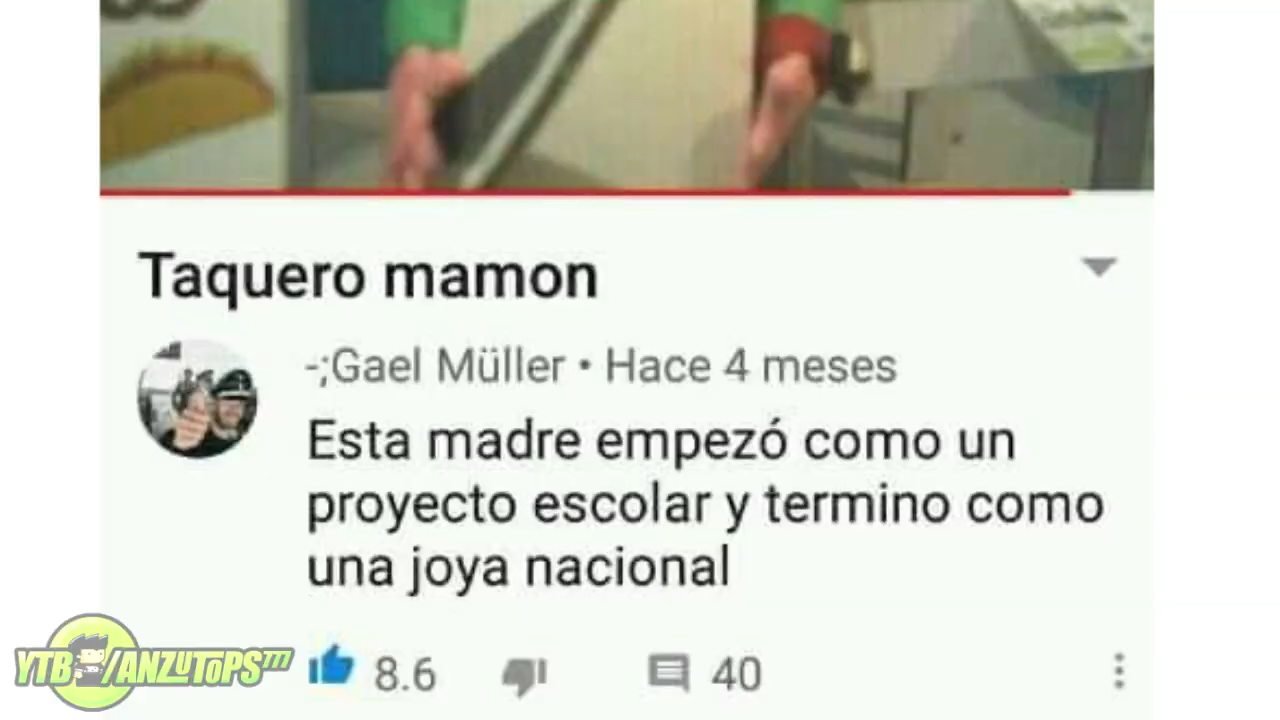 Taquero mamon
-;Gael Müller • Hace 4 meses
Esta madre empezó como un
proyecto escolar y termino como
una joya nacional
8.6
40
YTB/ANZUTOPS777